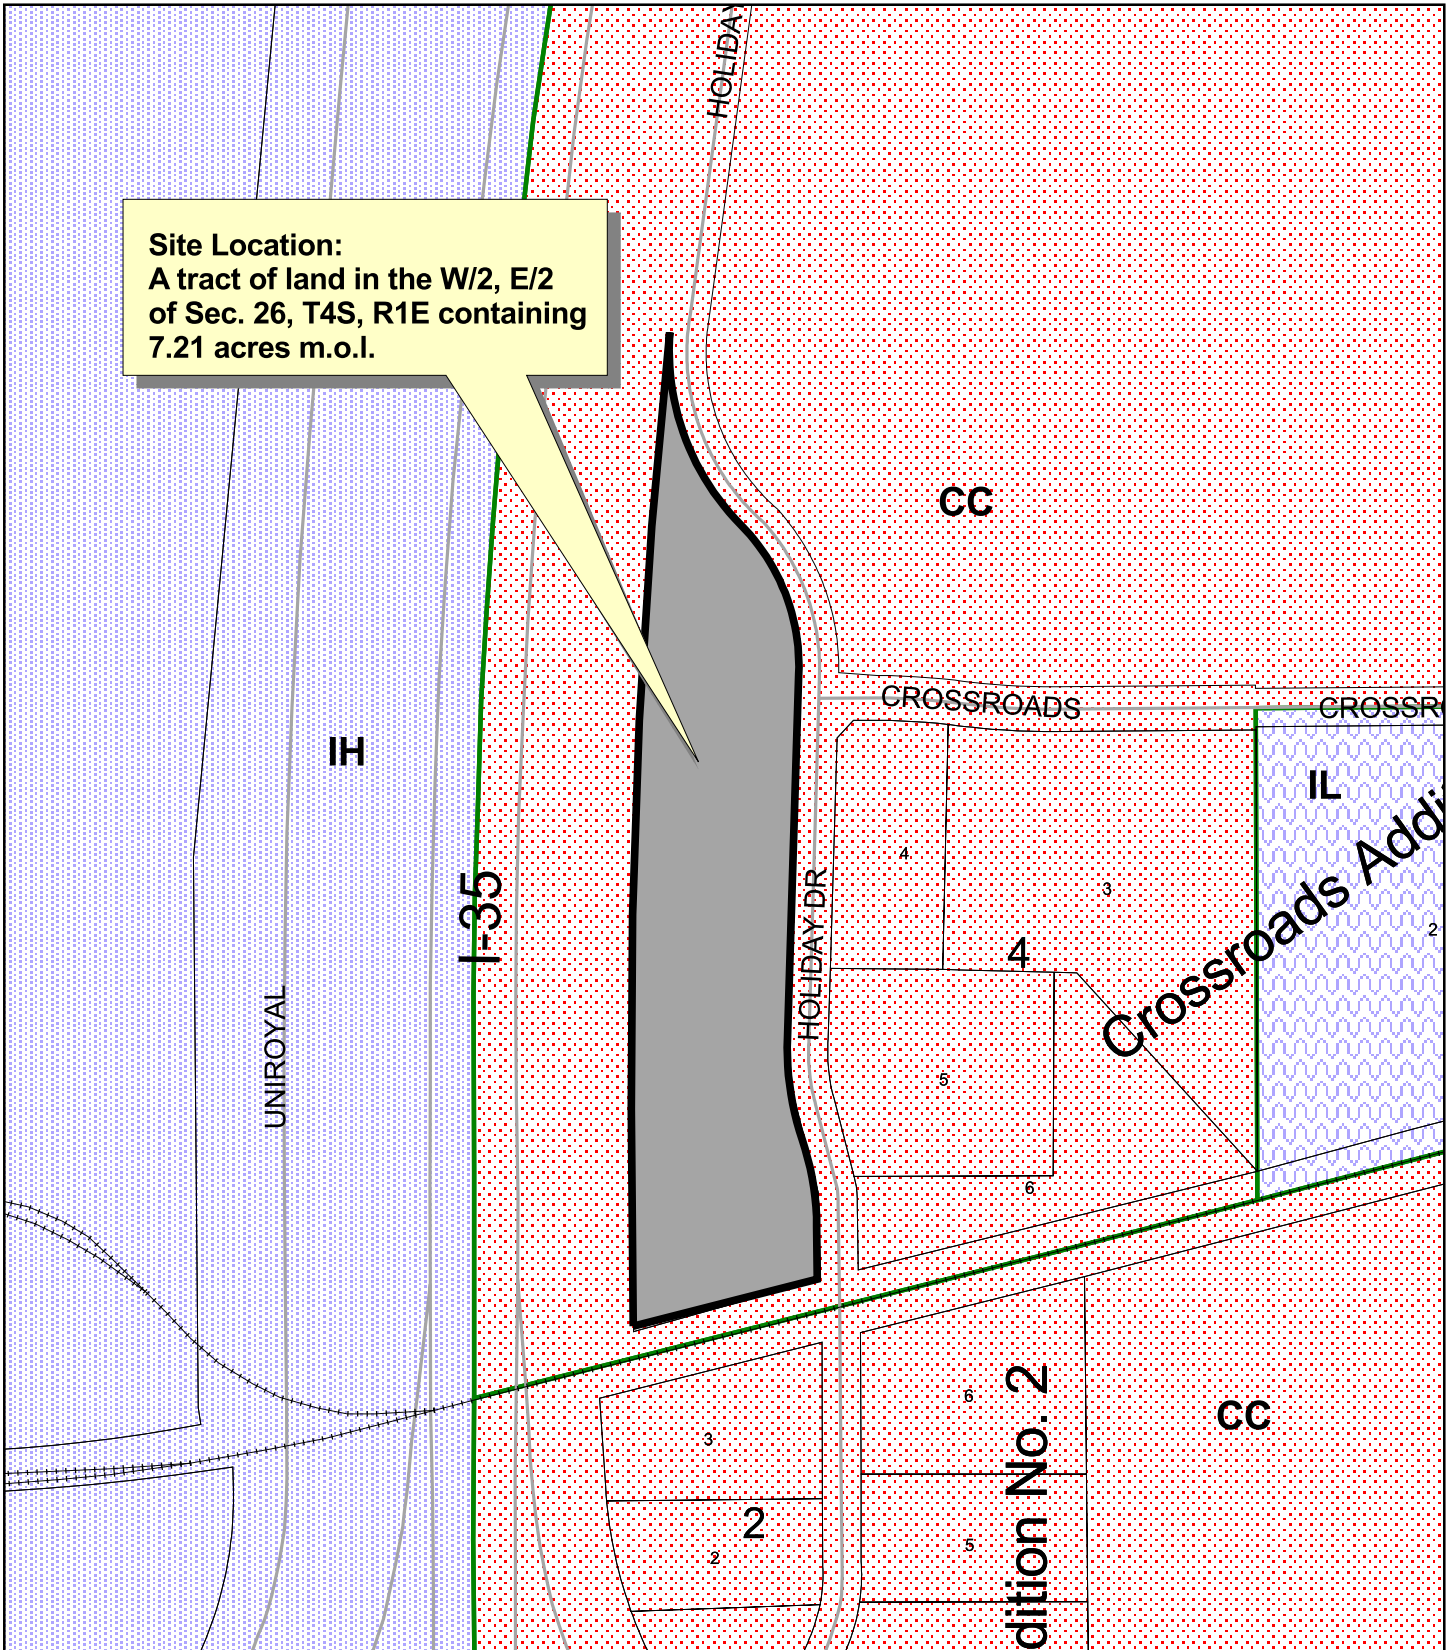 HOLIDAY
Site Location:
A tract of land in the W/2, E/2
of Sec. 26, T4S, R1E containing
7.21 acres m.o.l.
CC
CROSSROADS
CROSSR
IH
IL
Crossroads Addi
4
3
2
I-35
HOLIDAY DR
4
UNIROYAL
5
6
6
dition No. 2
CC
3
2
5
2